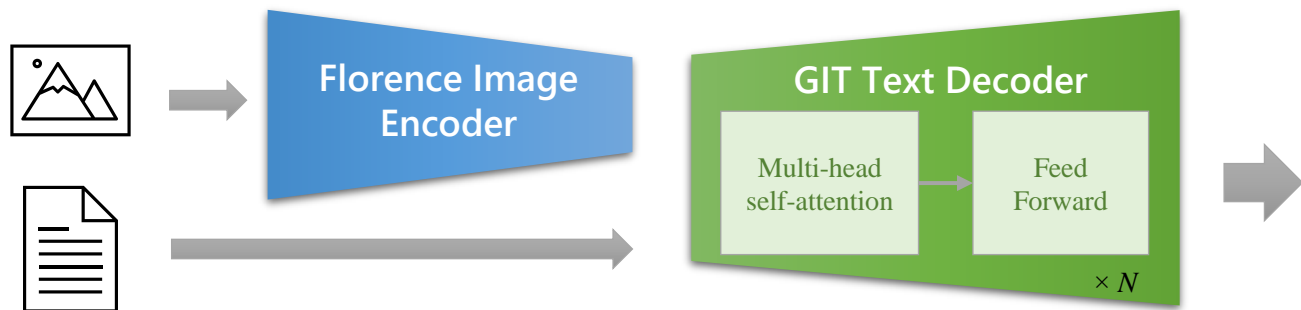 Florence Image
Encoder
GIT Text Decoder
Multi-head
self-attention
Feed
Forward
× N